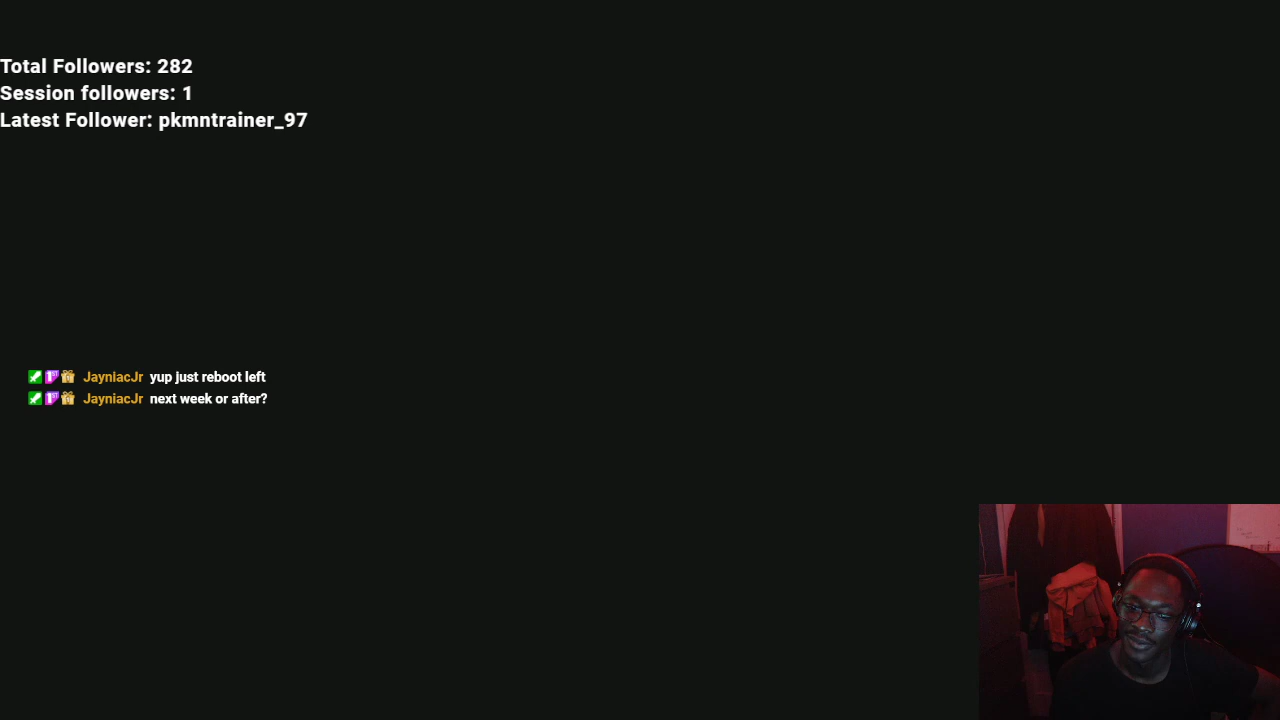 Total Followers: 282
Session followers: 1
Latest Follower: pkmntrainer_97
JayniacJr yup just reboot left
JayniacJr next week or after?